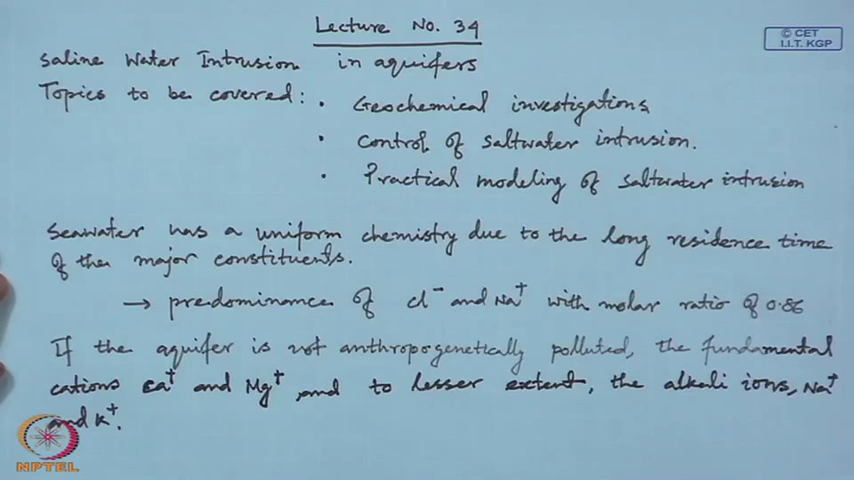 Lecture No. 34
© CET
I.I.T. KGP
Saline Water Intrusion in aquifers
Topics to be covered: • Geochemical investigations
• Control of saltwater intrusion.
• Practical modeling of saltwater intrusion
Seawater has a uniform chemistry due to the long residence time
of the major constituents.
→ predominance of Cl⁻ and Na⁺ with molar ratio of 0.86
If the aquifer is not anthropogenetically polluted, the fundamental
cations Ca⁺ and Mg⁺, and to lesser extent, the alkali ions, Na⁺
and K⁺.
NPTEL